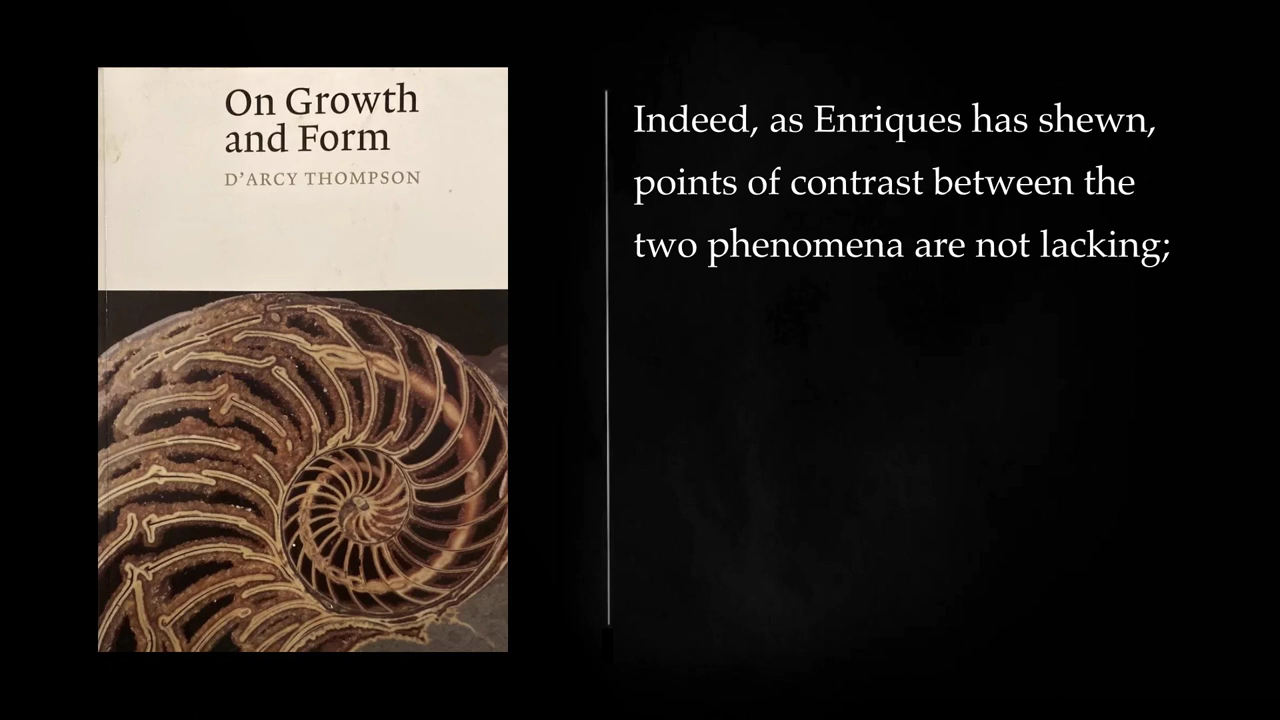 On Growth
and Form
D'ARCY THOMPSON
Indeed, as Enriques has shewn,
points of contrast between the
two phenomena are not lacking;